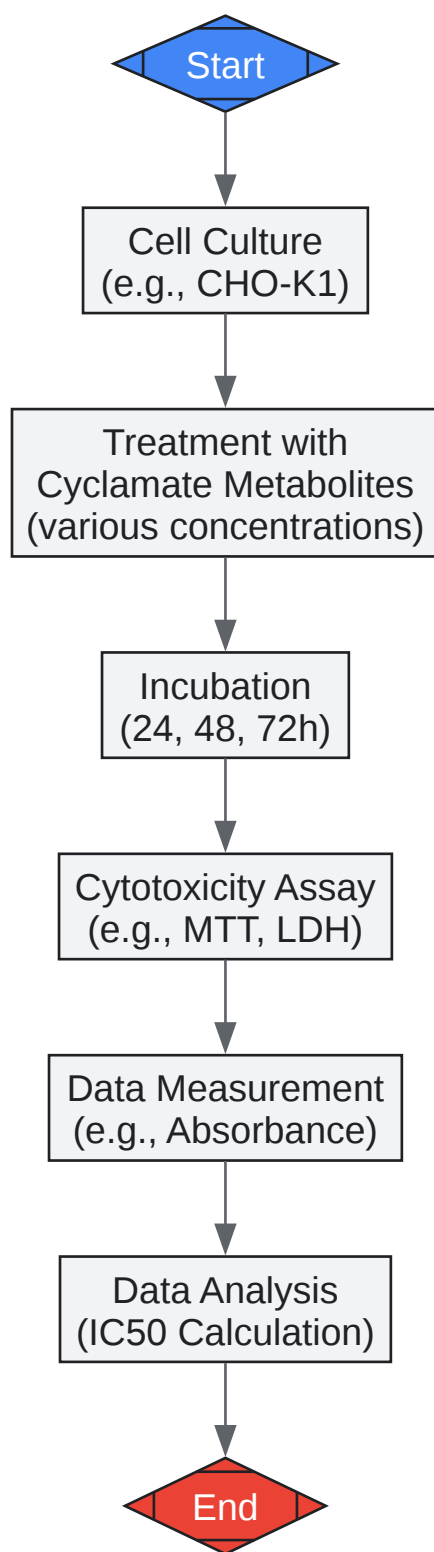 Start
Cell Culture
(e.g., CHO-K1)
Treatment with
Cyclamate Metabolites
(various concentrations)
Incubation
(24, 48, 72h)
Cytotoxicity Assay
(e.g., MTT, LDH)
Data Measurement
(e.g., Absorbance)
Data Analysis
(IC50 Calculation)
End